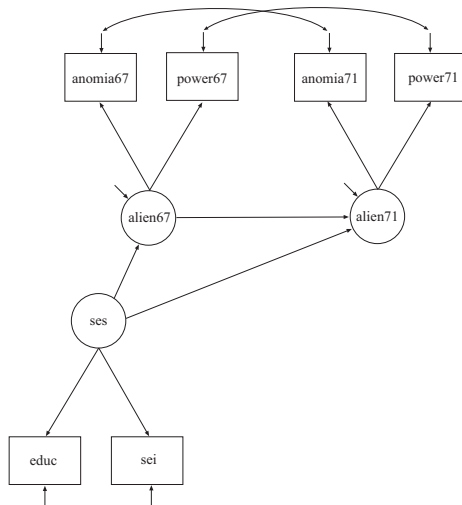 anomia67
power67
anomia71
power71
alien67
alien71
ses
educ
sei